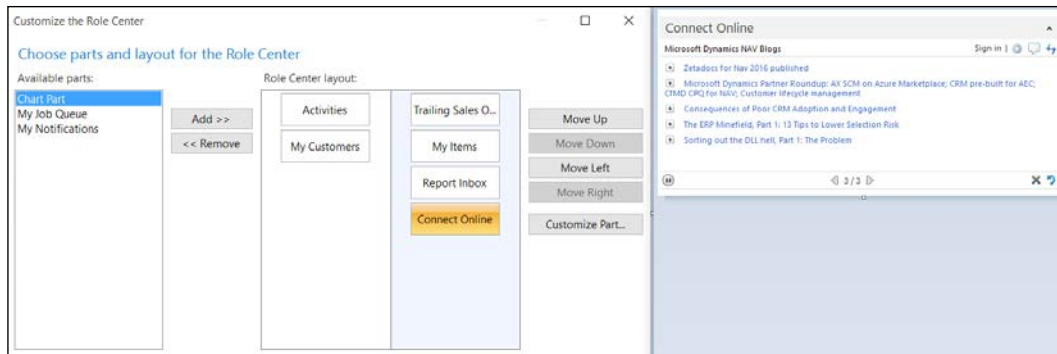 Customize the Role Center
Choose parts and layout for the Role Center
Available parts:
Chart Part
My Job Queue
My Notifications
Add >>
<< Remove
Role Center layout:
Activities
My Customers
Trailing Sales O...
My Items
Report Inbox
Connect Online
Move Up
Move Down
Move Left
Move Right
Customize Part...
Connect Online
Microsoft Dynamics NAV Blogs
Sign in |
Zetadocs for Nav 2016 published
Microsoft Dynamics Partner Roundup: AX SCM on Azure Marketplace; CRM pre-built for AEC;
CPQ for NAV; Customer lifecycle management
Consequences of Poor CRM Adoption and Engagement
The ERP Minefield, Part 1: 13 Tips to Lower Selection Risk
Sorting out the DLL hell, Part 1: The Problem
3/3